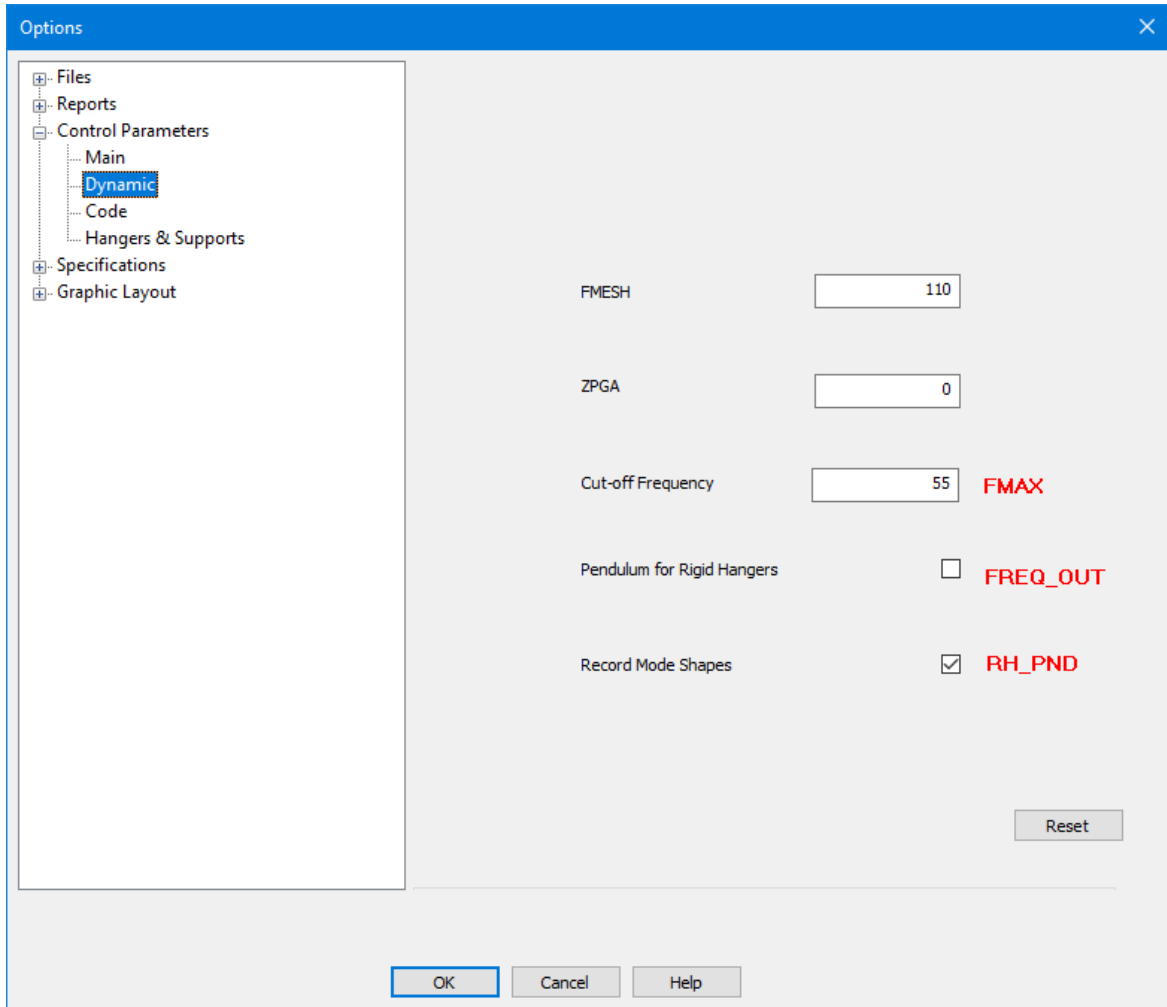 Options
Files
Reports
Control Parameters
Main
Dynamic
Code
Hangers & Supports
Specifications
Graphic Layout
FMESH 110
ZPGA 0
Cut-off Frequency 55 FMAX
Pendulum for Rigid Hangers FREQ_OUT
Record Mode Shapes RH_PND
Reset
OK Cancel Help